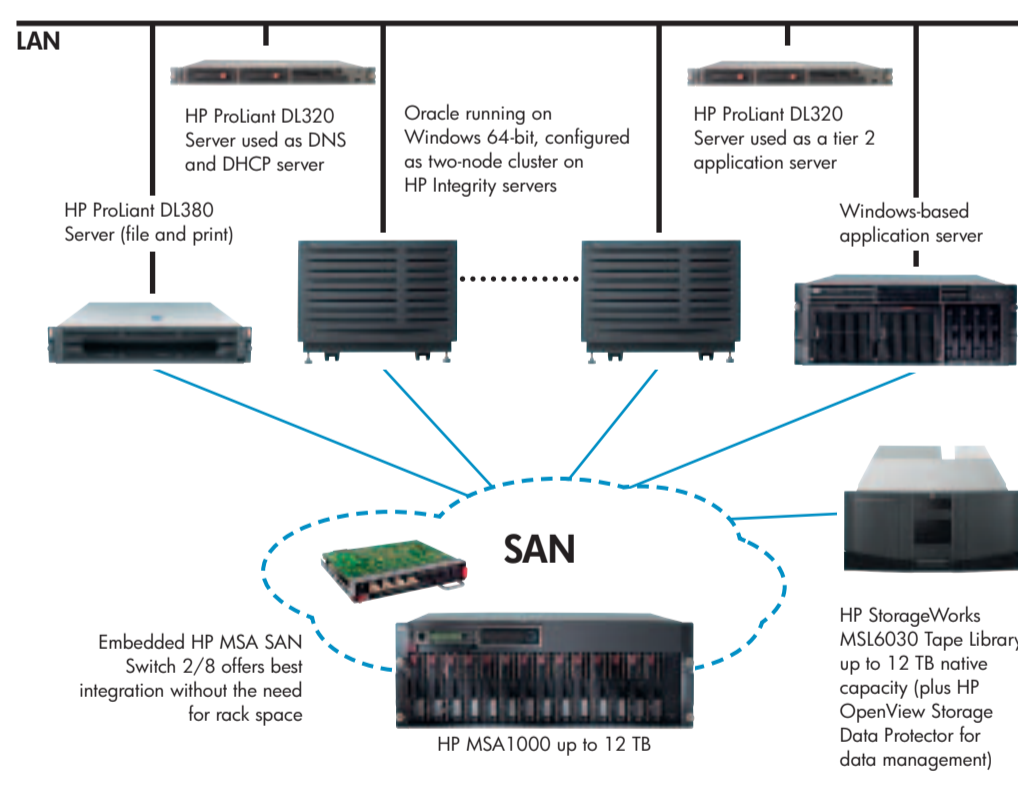 LAN
HP ProLiant DL320
Server used as DNS
and DHCP server
Oracle running on
Windows 64-bit, configured
as two-node cluster on
HP Integrity servers
HP ProLiant DL320
Server used as a tier 2
application server
HP ProLiant DL380
Server (file and print)
Windows-based
application server
SAN
Embedded HP MSA SAN
Switch 2/8 offers best
integration without the need
for rack space
HP MSA1000 up to 12 TB
HP StorageWorks
MSL6030 Tape Library
up to 12 TB native
capacity (plus HP
OpenView Storage
Data Protector for
data management)